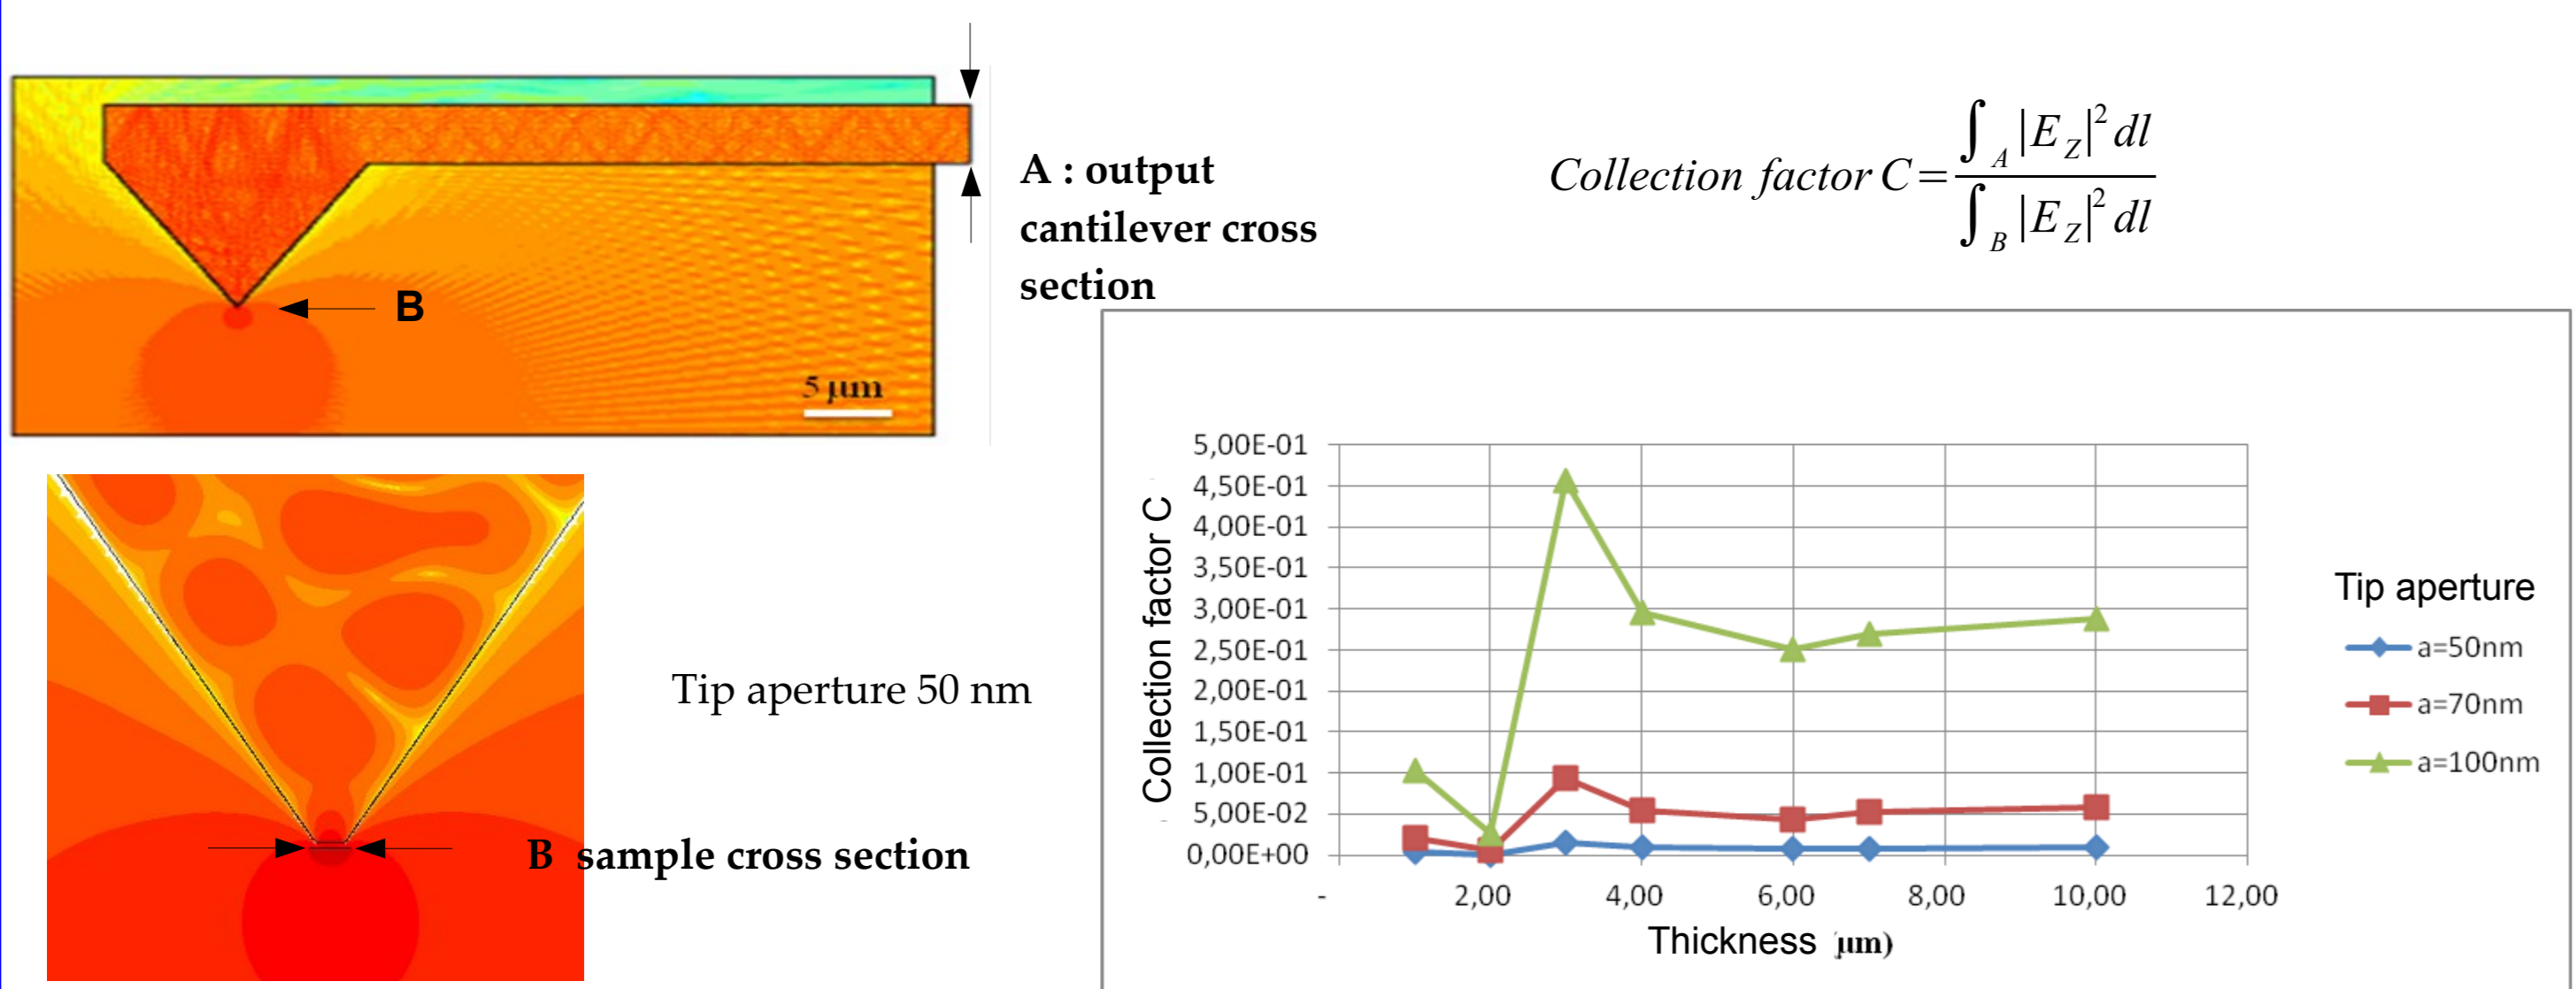 A : output
cantilever cross
section
B
5 µm
Collection factor C = ∫A |EZ|² dl / ∫B |EZ|² dl
Tip aperture 50 nm
B sample cross section
Collection factor C
5,00E-01
4,50E-01
4,00E-01
3,50E-01
3,00E-01
2,50E-01
2,00E-01
1,50E-01
1,00E-01
5,00E-02
0,00E+00
- 2,00 4,00 6,00 8,00 10,00 12,00
Thickness µm)
Tip aperture
a=50nm
a=70nm
a=100nm